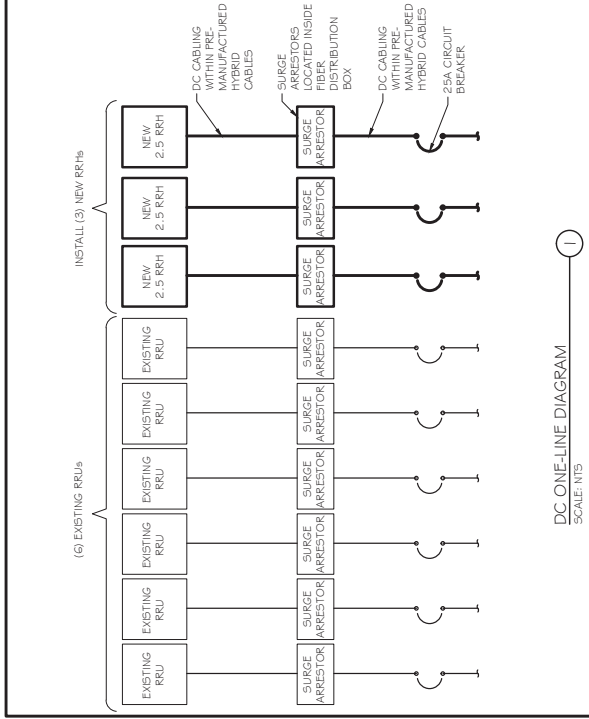 (6) EXISTING RRUs
INSTALL (3) NEW RRHs
EXISTING
RRU
EXISTING
RRU
EXISTING
RRU
EXISTING
RRU
EXISTING
RRU
EXISTING
RRU
NEW
2.5 RRH
NEW
2.5 RRH
NEW
2.5 RRH
DC CABLING
WITHIN PRE-
MANUFACTURED
HYBRID
CABLES
SURGE
ARRESTOR
SURGE
ARRESTOR
SURGE
ARRESTOR
SURGE
ARRESTOR
SURGE
ARRESTOR
SURGE
ARRESTOR
SURGE
ARRESTOR
SURGE
ARRESTOR
SURGE
ARRESTOR
SURGE
ARRESTORS
LOCATED INSIDE
FIBER
DISTRIBUTION
BOX
DC CABLING
WITHIN PRE-
MANUFACTURED
HYBRID CABLES
25A CIRCUIT
BREAKER
DC ONE-LINE DIAGRAM
SCALE: NTS
1